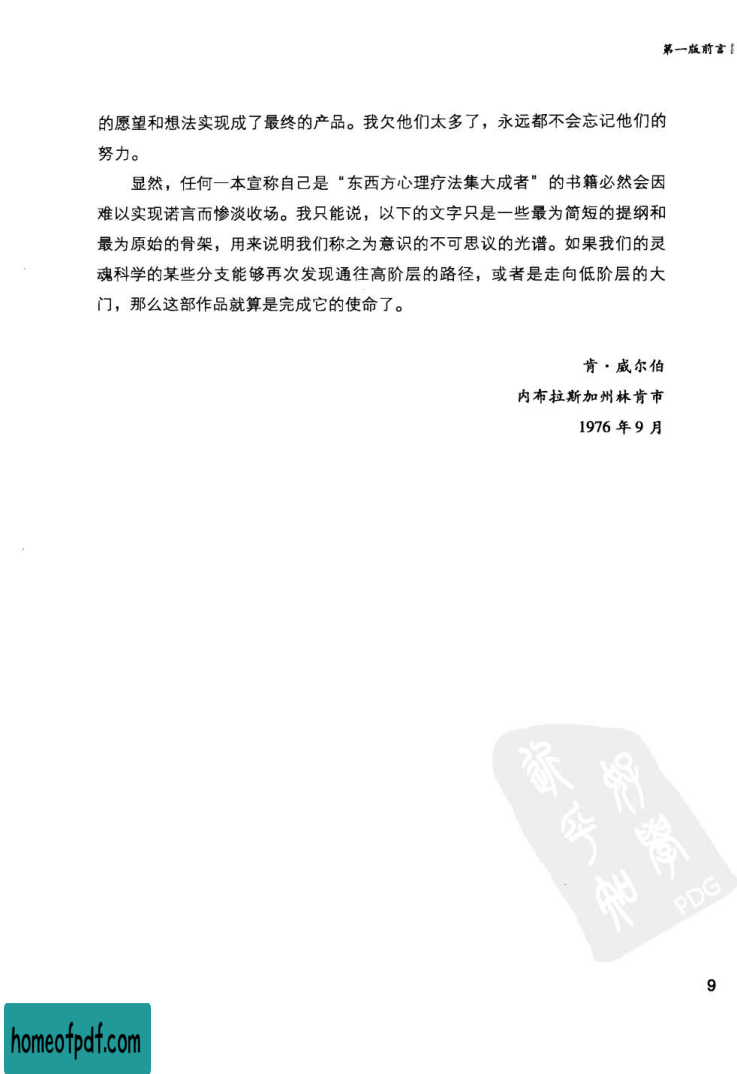 第一版前言
的愿望和想法实现成了最终的产品。我欠他们太多了，永远都不会忘记他们的
努力。
显然，任何一本宣称自己是“东西方心理疗法集大成者”的书籍必然会因
难以实现诺言而惨淡收场。我只能说，以下的文字只是一些最为简短的提纲和
最为原始的骨架，用来说明我们称之为意识的不可思议的光谱。如果我们的灵
魂科学的某些分支能够再次发现通往高阶层的路径，或者是走向低阶层的大
门，那么这部作品就算是完成它的使命了。
肯·威尔伯
内布拉斯加州林肯市
1976 年 9 月
PDG
9
homeofpdf.com